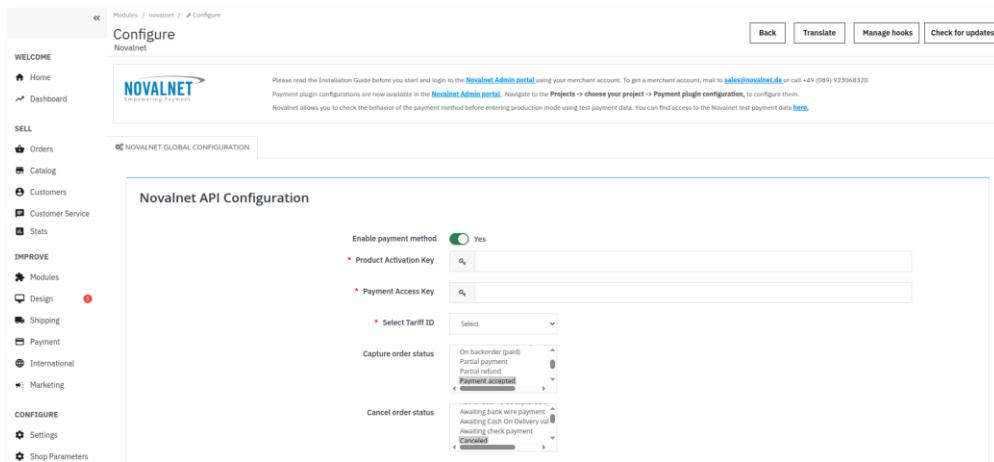 «
Modules / novalnet / Configure
Configure
Novalnet
Back
Translate
Manage hooks
Check for updates
WELCOME
Home
Dashboard
SELL
Orders
Catalog
Customers
Customer Service
Stats
IMPROVE
Modules
Design
Shipping
Payment
International
Marketing
CONFIGURE
Settings
Shop Parameters
NOVALNET
Empowering Payment
Please read the Installation Guide before you start and login to the Novalnet Admin portal using your merchant account. To get a merchant account, mail to sales@novalnet.de or call +49 (089) 923068320
Payment plugin configurations are now available in the Novalnet Admin portal . Navigate to the Projects -> choose your project -> Payment plugin configuration, to configure them.
Novalnet allows you to check the behavior of the payment method before entering production mode using test payment data. You can find access to the Novalnet test payment data here.
NOVALNET GLOBAL CONFIGURATION
Novalnet API Configuration
Enable payment method Yes
* Product Activation Key
* Payment Access Key
* Select Tariff ID Select
Capture order status
On backorder (paid)
Partial payment
Partial refund
Payment accepted
Cancel order status
Awaiting bank wire payment
Awaiting Cash On Delivery val
Awaiting check payment
Canceled